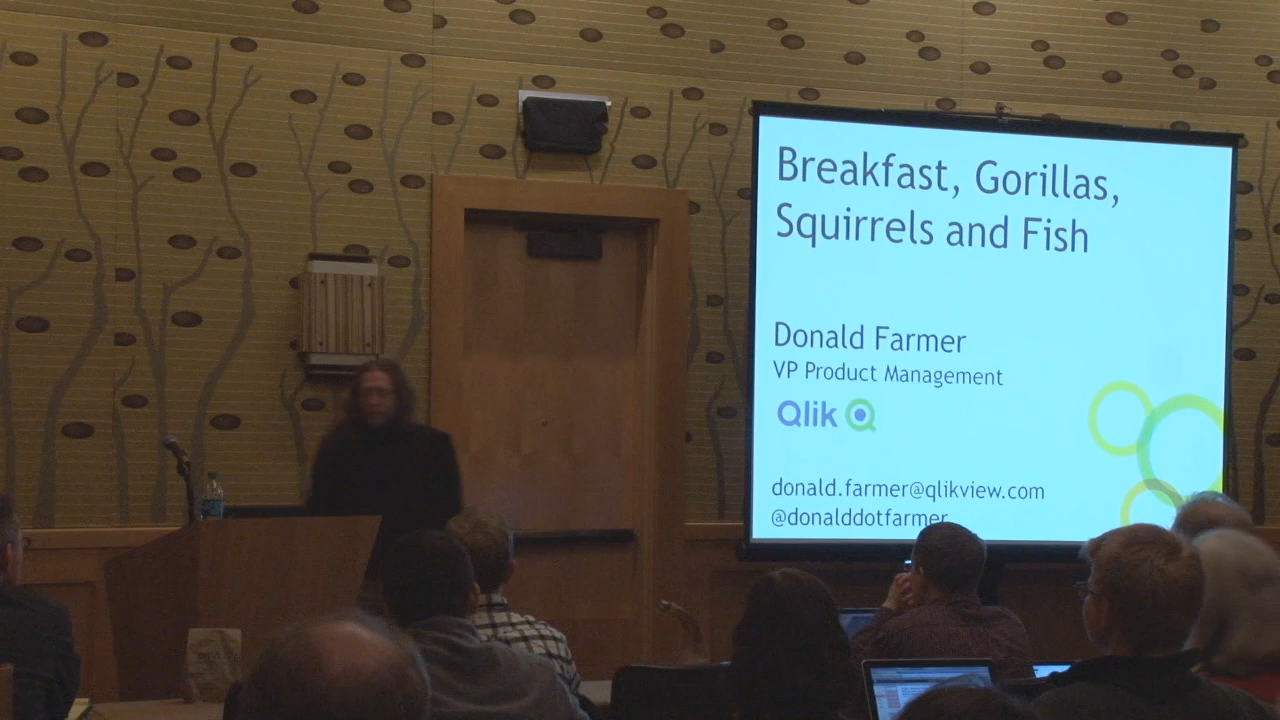 Breakfast, Gorillas,
Squirrels and Fish
Donald Farmer
VP Product Management
Qlik
donald.farmer@qlikview.com
@donalddotfarmer